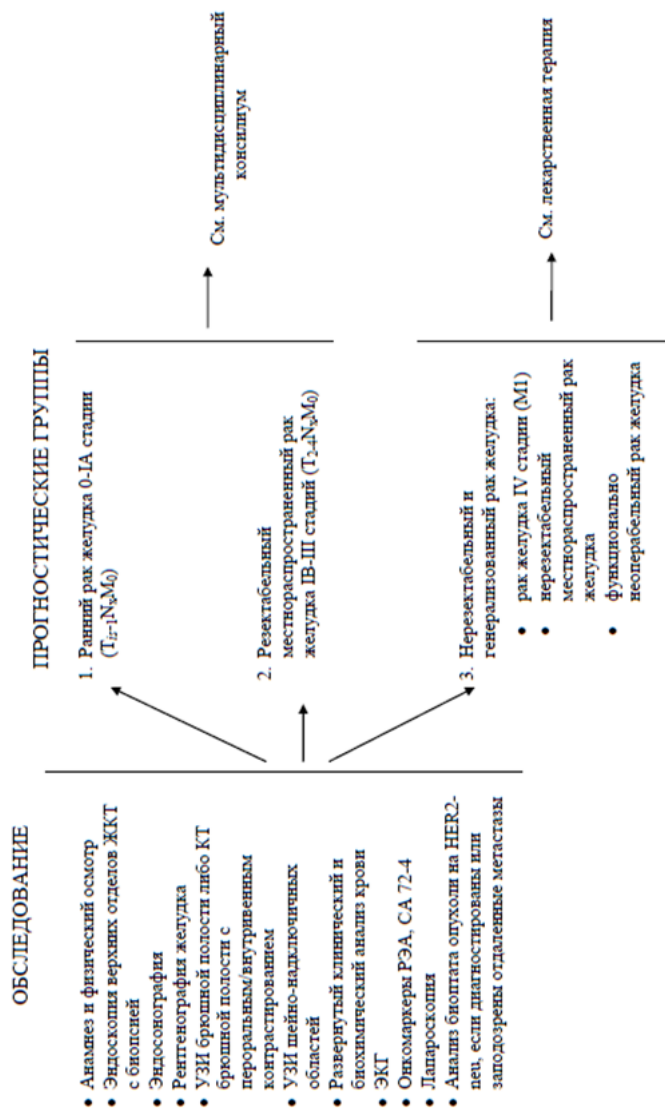 ОБСЛЕДОВАНИЕ
• Анамнез и физический осмотр
• Эндоскопия верхних отделов ЖКТ
с биопсией
• Эндосонография
• Рентгенография желудка
• УЗИ брюшной полости либо КТ
брюшной полости с
пероральным/внутривенным
контрастированием
• УЗИ шейно-надключичных
областей
• Развернутый клинический и
биохимический анализ крови
• ЭКГ
• Онкомаркеры РЭА, СА 72-4
• Лапароскопия
• Анализ биоптата опухоли на HER2-
neu, если диагностированы или
заподозрены отдаленные метастазы
ПРОГНОСТИЧЕСКИЕ ГРУППЫ
1. Ранний рак желудка 0-IA стадии
(Tis-1NxM0)
2. Резектабельный
местнораспространенный рак
желудка IB-III стадий (T2-4NxM0)
3. Нерезектабельный и
генерализованный рак желудка:
• рак желудка IV стадии (M1)
• нерезектабельный
местнораспространенный рак
желудка
• функционально
неоперабельный рак желудка
См. мультидисциплинарный
консилиум
См. лекарственная терапия